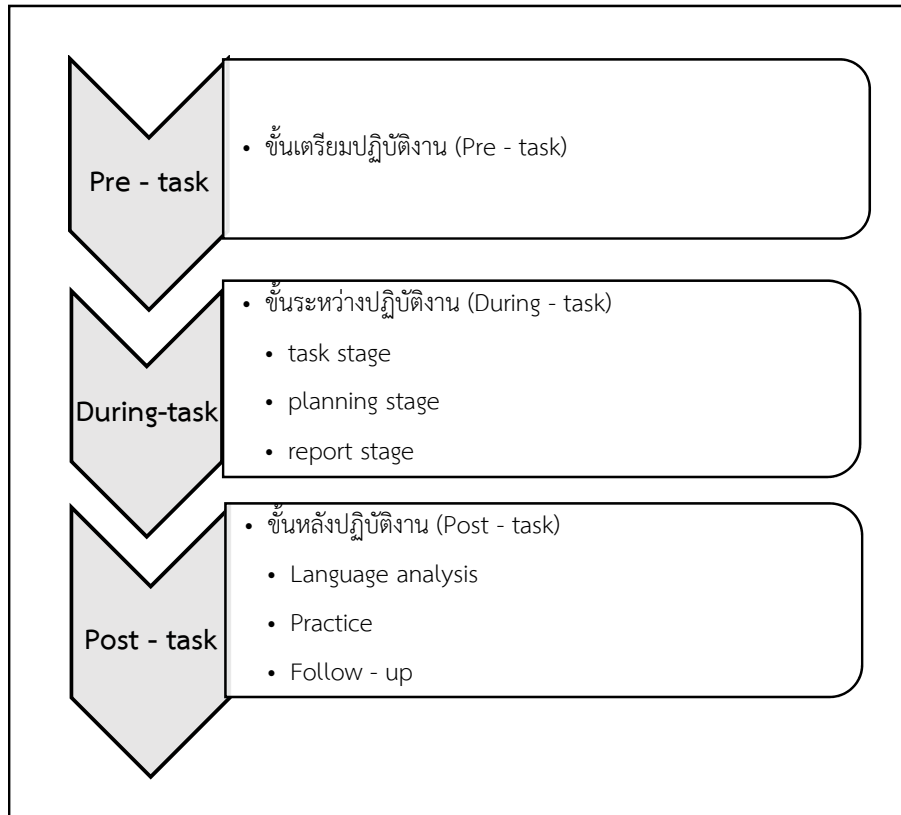 Pre - task
• ขั้นเตรียมปฏิบัติงาน (Pre - task)
During-task
• ขั้นระหว่างปฏิบัติงาน (During - task)
• task stage
• planning stage
• report stage
Post - task
• ขั้นหลังปฏิบัติงาน (Post - task)
• Language analysis
• Practice
• Follow - up